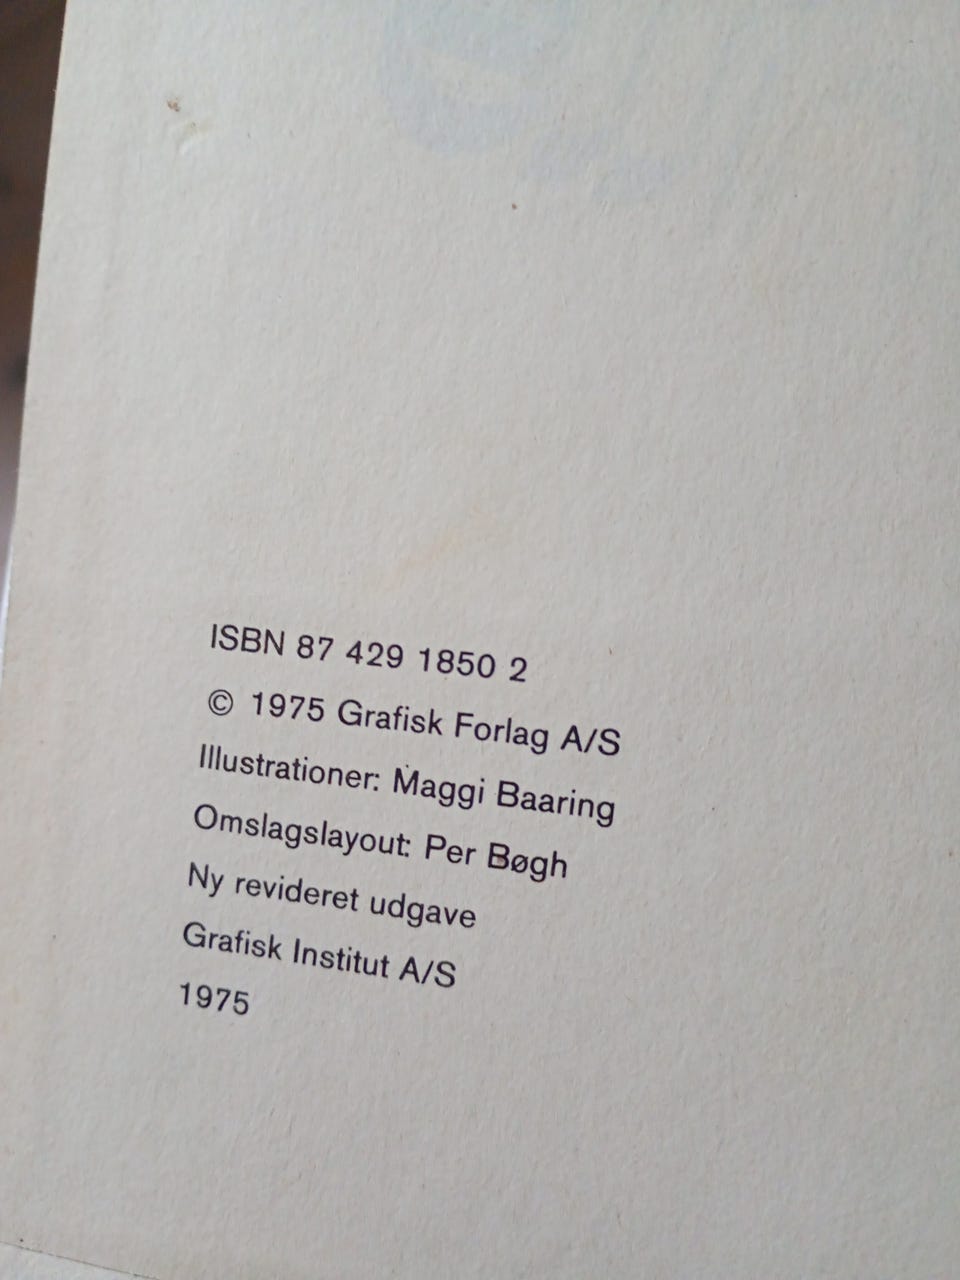 ISBN 87 429 1850 2
© 1975 Grafisk Forlag A/S
Illustrationer: Maggi Baaring
Omslagslayout: Per Bøgh
Ny revideret udgave
Grafisk Institut A/S
1975